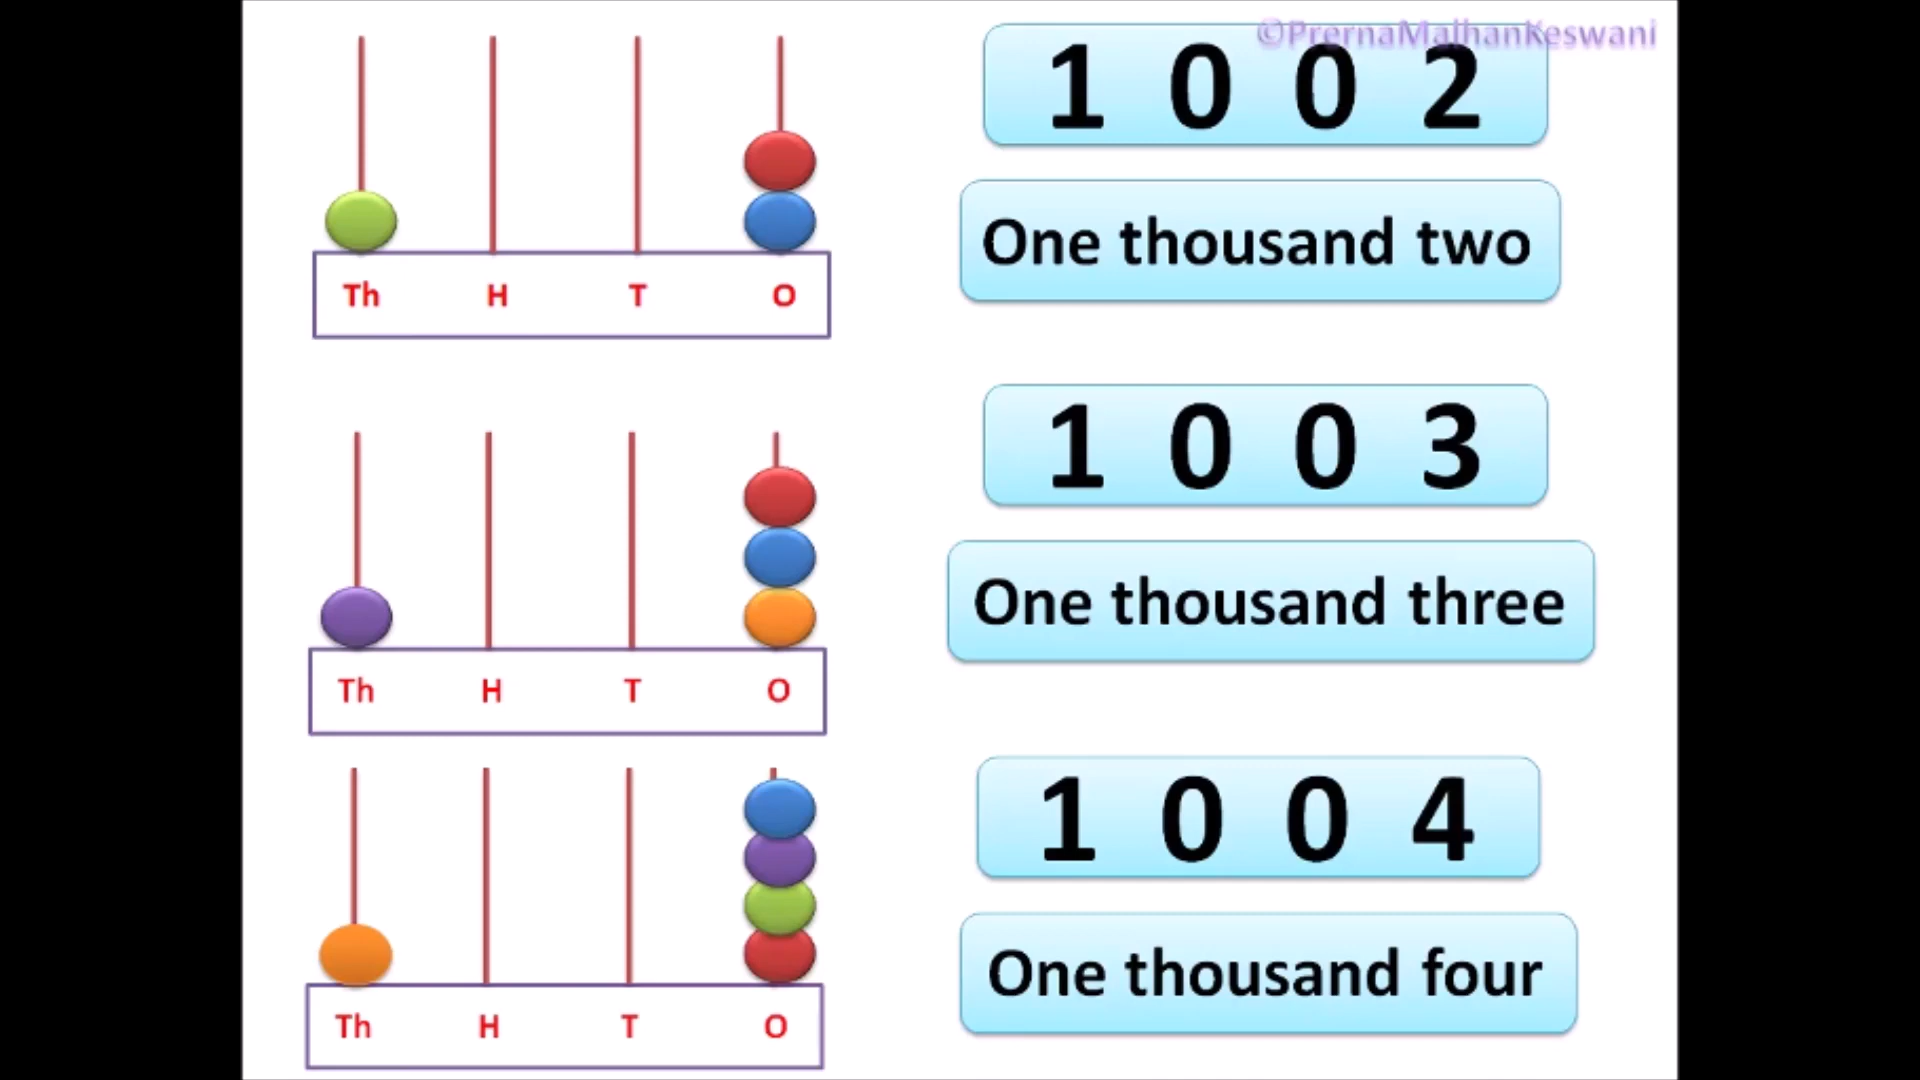 ©PrernaMalhanKeswani
1 0 0 2
One thousand two
Th H T O
1 0 0 3
One thousand three
Th H T O
1 0 0 4
One thousand four
Th H T O